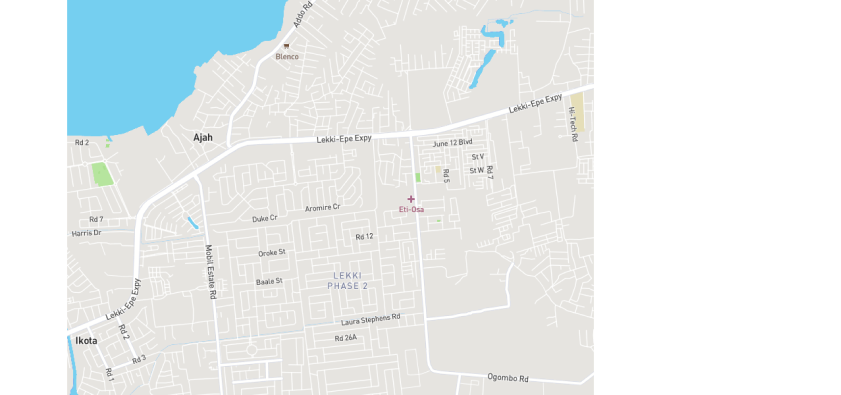 Addo Rd
Blenco
Lekki-Epe Expy
Hi-Tech Rd
Ajah
Lekki-Epe Expy
Rd 2
June 12 Blvd
St V
St W
Rd 7
Rd 5
Eti-Osa
Aromire Cr
Duke Cr
Rd 7
Harris Dr
Rd 12
Oroke St
Mobil Estate Rd
LEKKI
PHASE 2
Baale St
Lekki-Epe Expy
Laura Stephens Rd
Rd 26A
Ikota
Rd 2
Rd 3
Rd 1
Ogombo Rd